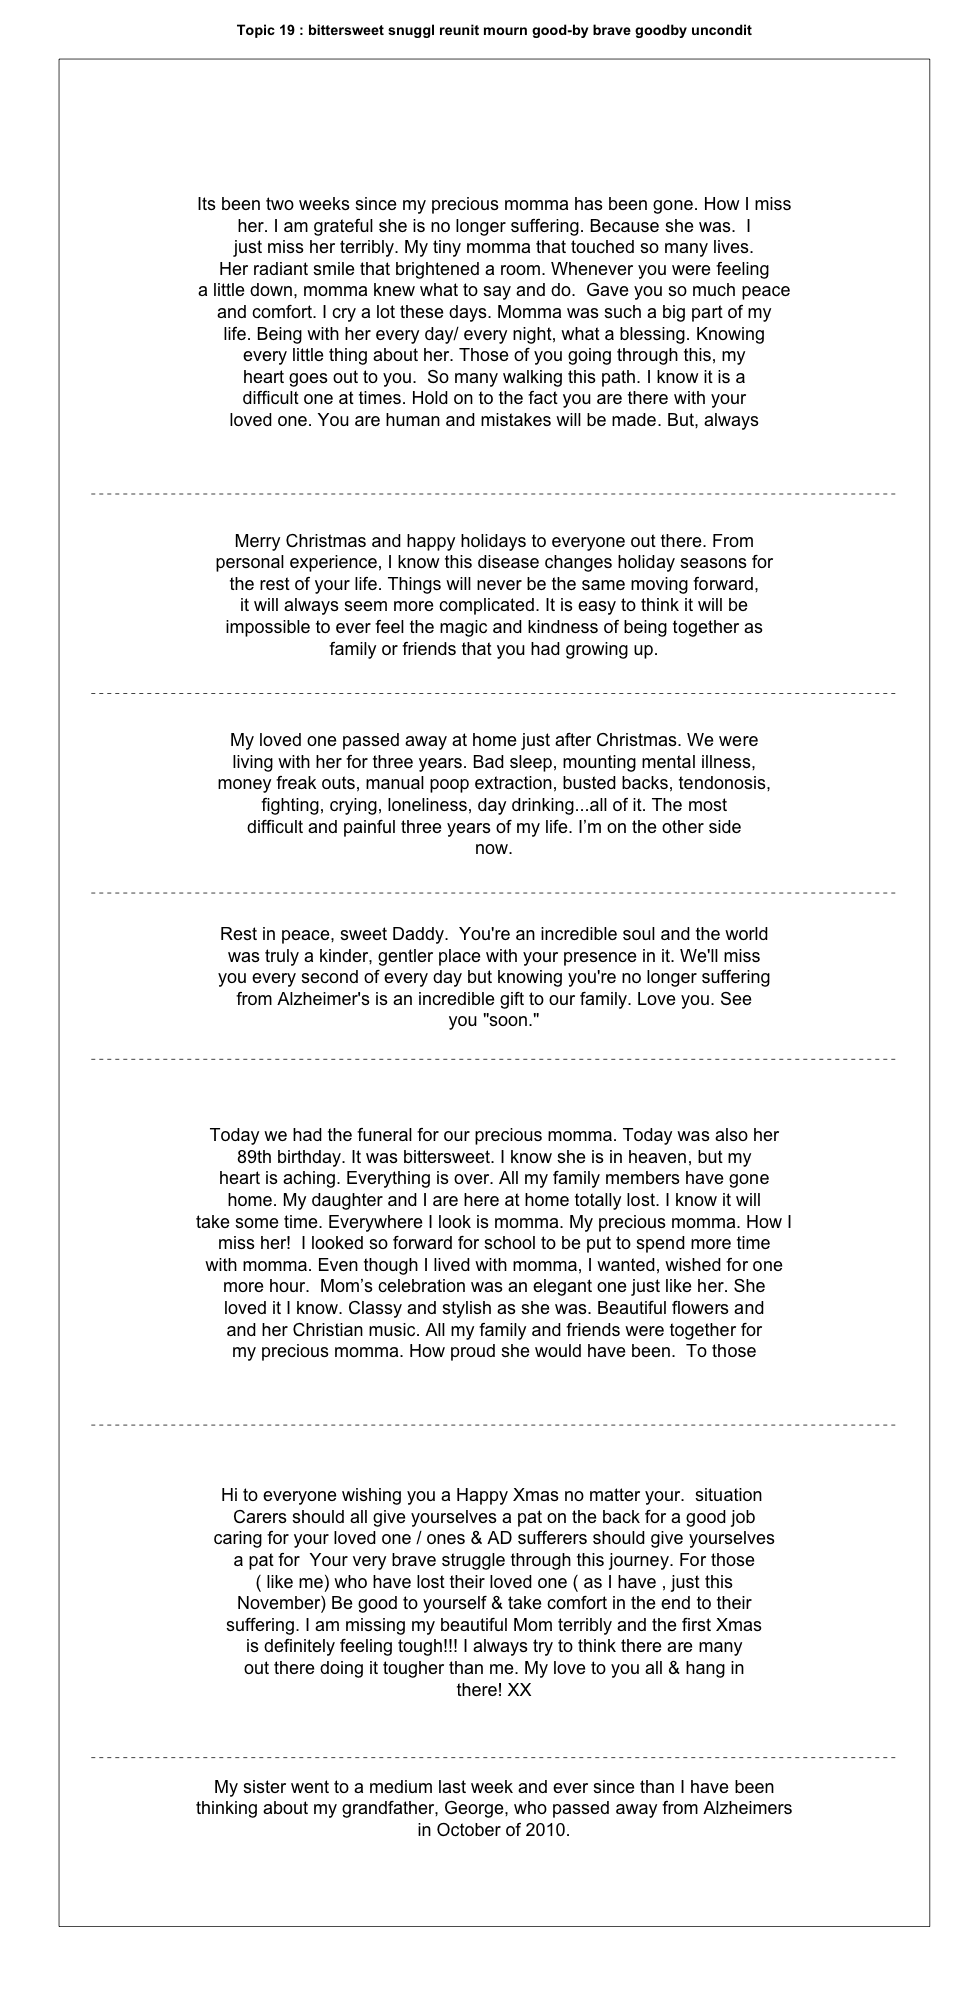 Topic 19 : bittersweet snuggl reunit mourn good-by brave goodby uncondit
Its been two weeks since my precious momma has been gone. How I miss
her. I am grateful she is no longer suffering. Because she was.  I
just miss her terribly. My tiny momma that touched so many lives.
Her radiant smile that brightened a room. Whenever you were feeling
a little down, momma knew what to say and do.  Gave you so much peace
and comfort. I cry a lot these days. Momma was such a big part of my
life. Being with her every day/ every night, what a blessing. Knowing
every little thing about her. Those of you going through this, my
heart goes out to you.  So many walking this path. I know it is a
difficult one at times. Hold on to the fact you are there with your
loved one. You are human and mistakes will be made. But, always
Merry Christmas and happy holidays to everyone out there. From
personal experience, I know this disease changes holiday seasons for
the rest of your life. Things will never be the same moving forward,
it will always seem more complicated. It is easy to think it will be
impossible to ever feel the magic and kindness of being together as
family or friends that you had growing up.
My loved one passed away at home just after Christmas. We were
living with her for three years. Bad sleep, mounting mental illness,
money freak outs, manual poop extraction, busted backs, tendonosis,
fighting, crying, loneliness, day drinking...all of it. The most
difficult and painful three years of my life. I’m on the other side
now.
Rest in peace, sweet Daddy.  You're an incredible soul and the world
was truly a kinder, gentler place with your presence in it. We'll miss
you every second of every day but knowing you're no longer suffering
from Alzheimer's is an incredible gift to our family. Love you. See
you "soon."
Today we had the funeral for our precious momma. Today was also her
89th birthday. It was bittersweet. I know she is in heaven, but my
heart is aching. Everything is over. All my family members have gone
home. My daughter and I are here at home totally lost. I know it will
take some time. Everywhere I look is momma. My precious momma. How I
miss her!  I looked so forward for school to be put to spend more time
with momma. Even though I lived with momma, I wanted, wished for one
more hour.  Mom’s celebration was an elegant one just like her. She
loved it I know. Classy and stylish as she was. Beautiful flowers and
and her Christian music. All my family and friends were together for
my precious momma. How proud she would have been.  To those
Hi to everyone wishing you a Happy Xmas no matter your.  situation
Carers should all give yourselves a pat on the back for a good job
caring for your loved one / ones & AD sufferers should give yourselves
a pat for  Your very brave struggle through this journey. For those
( like me) who have lost their loved one ( as I have , just this
November) Be good to yourself & take comfort in the end to their
suffering. I am missing my beautiful Mom terribly and the first Xmas
is definitely feeling tough!!! I always try to think there are many
out there doing it tougher than me. My love to you all & hang in
there! XX
My sister went to a medium last week and ever since than I have been
thinking about my grandfather, George, who passed away from Alzheimers
in October of 2010.